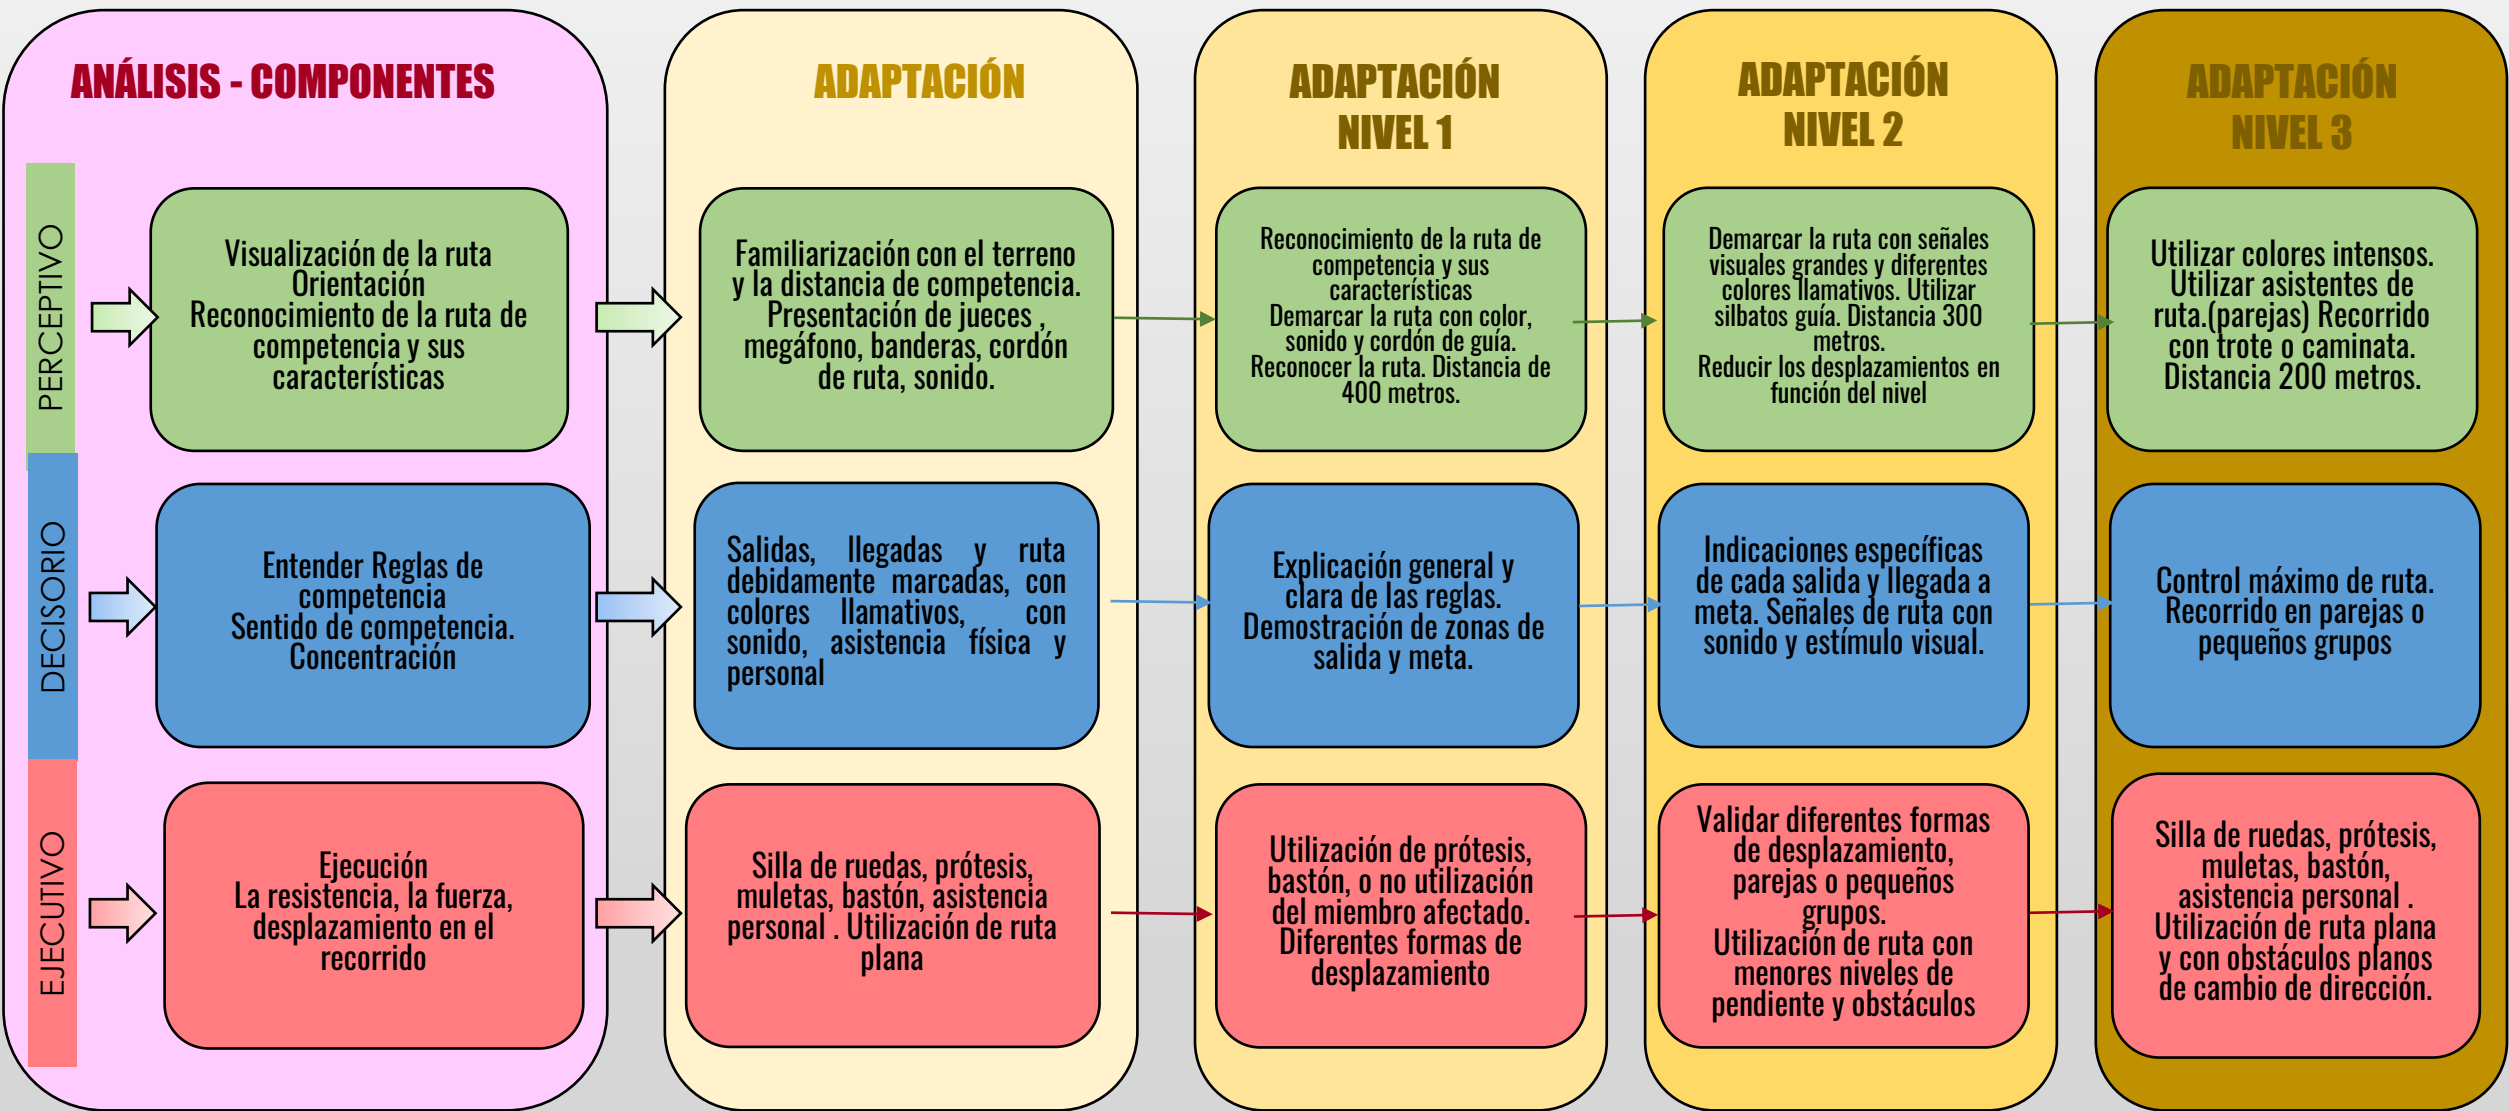 ANÁLISIS - COMPONENTES
ADAPTACIÓN
ADAPTACIÓN
NIVEL 1
ADAPTACIÓN
NIVEL 2
ADAPTACIÓN
NIVEL 3
PERCEPTIVO
Visualización de la ruta
Orientación
Reconocimiento de la ruta de
competencia y sus
características
Familiarización con el terreno
y la distancia de competencia.
Presentación de jueces ,
megáfono, banderas, cordón
de ruta, sonido.
Reconocimiento de la ruta de
competencia y sus
características
Demarcar la ruta con color,
sonido y cordón de guía.
Reconocer la ruta. Distancia de
400 metros.
Demarcar la ruta con señales
visuales grandes y diferentes
colores llamativos. Utilizar
silbatos guía. Distancia 300
metros.
Reducir los desplazamientos en
función del nivel
Utilizar colores intensos.
Utilizar asistentes de
ruta.(parejas) Recorrido
con trote o caminata.
Distancia 200 metros.
DECISORIO
Entender Reglas de
competencia
Sentido de competencia.
Concentración
Salidas, llegadas y ruta
debidamente marcadas, con
colores llamativos, con
sonido, asistencia física y
personal
Explicación general y
clara de las reglas.
Demostración de zonas de
salida y meta.
Indicaciones específicas
de cada salida y llegada a
meta. Señales de ruta con
sonido y estímulo visual.
Control máximo de ruta.
Recorrido en parejas o
pequeños grupos
EJECUTIVO
Ejecución
La resistencia, la fuerza,
desplazamiento en el
recorrido
Silla de ruedas, prótesis,
muletas, bastón, asistencia
personal . Utilización de ruta
plana
Utilización de prótesis,
bastón, o no utilización
del miembro afectado.
Diferentes formas de
desplazamiento
Validar diferentes formas
de desplazamiento,
parejas o pequeños
grupos.
Utilización de ruta con
menores niveles de
pendiente y obstáculos
Silla de ruedas, prótesis,
muletas, bastón,
asistencia personal .
Utilización de ruta plana
y con obstáculos planos
de cambio de dirección.